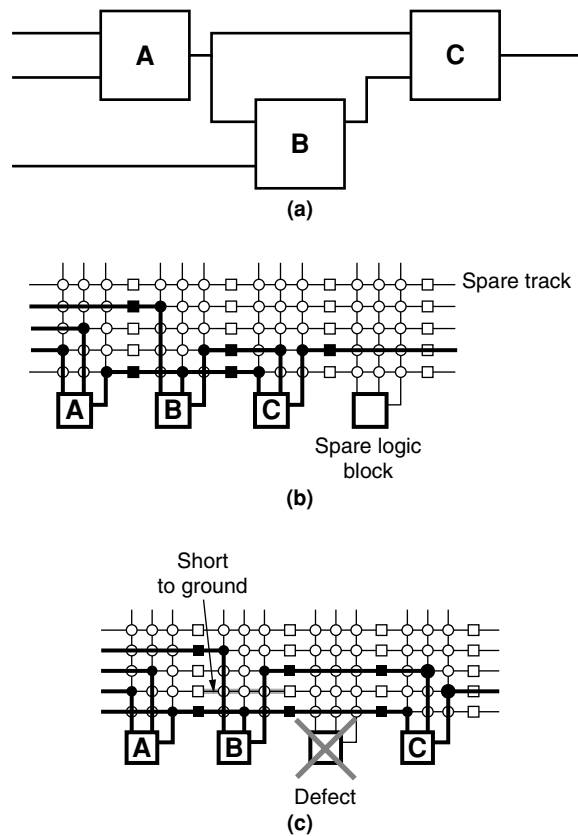 A
C
B
(a)
Spare track
A
B
C
Spare logic
block
(b)
Short
to ground
A
B
C
Defect
(c)